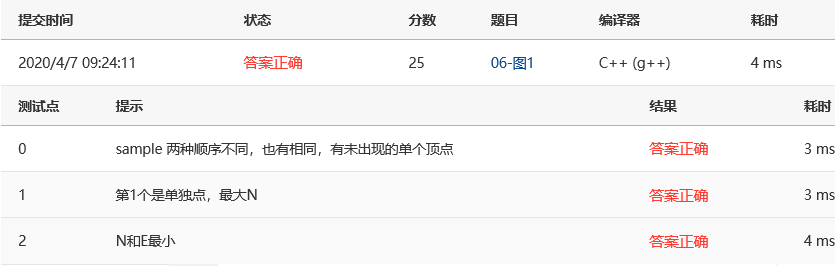 提交时间 状态 分数 题目 编译器 耗时
2020/4/7 09:24:11 答案正确 25 06-图1 C++ (g++) 4 ms
测试点 提示 结果 耗时
0 sample 两种顺序不同，也有相同，有未出现的单个顶点 答案正确 3 ms
1 第1个是单独点，最大N 答案正确 3 ms
2 N和E最小 答案正确 4 ms